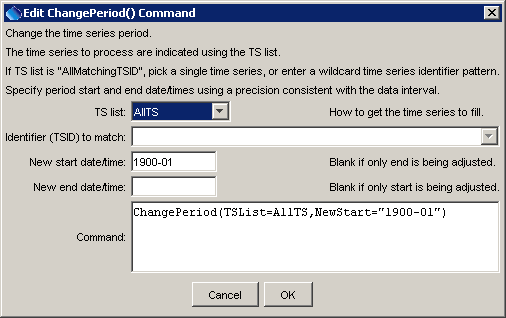 Edit ChangePeriod() Command
Change the time series period.
The time series to process are indicated using the TS list.
If TS list is "AllMatchingTSID", pick a single time series, or enter a wildcard time series identifier pattern.
Specify period start and end date/times using a precision consistent with the data interval.
TS list: AllTS How to get the time series to fill.
Identifier (TSID) to match:
New start date/time: 1900-01 Blank if only end is being adjusted.
New end date/time: Blank if only start is being adjusted.
Command: ChangePeriod(TSList=AllTS,NewStart="1900-01")
Cancel OK